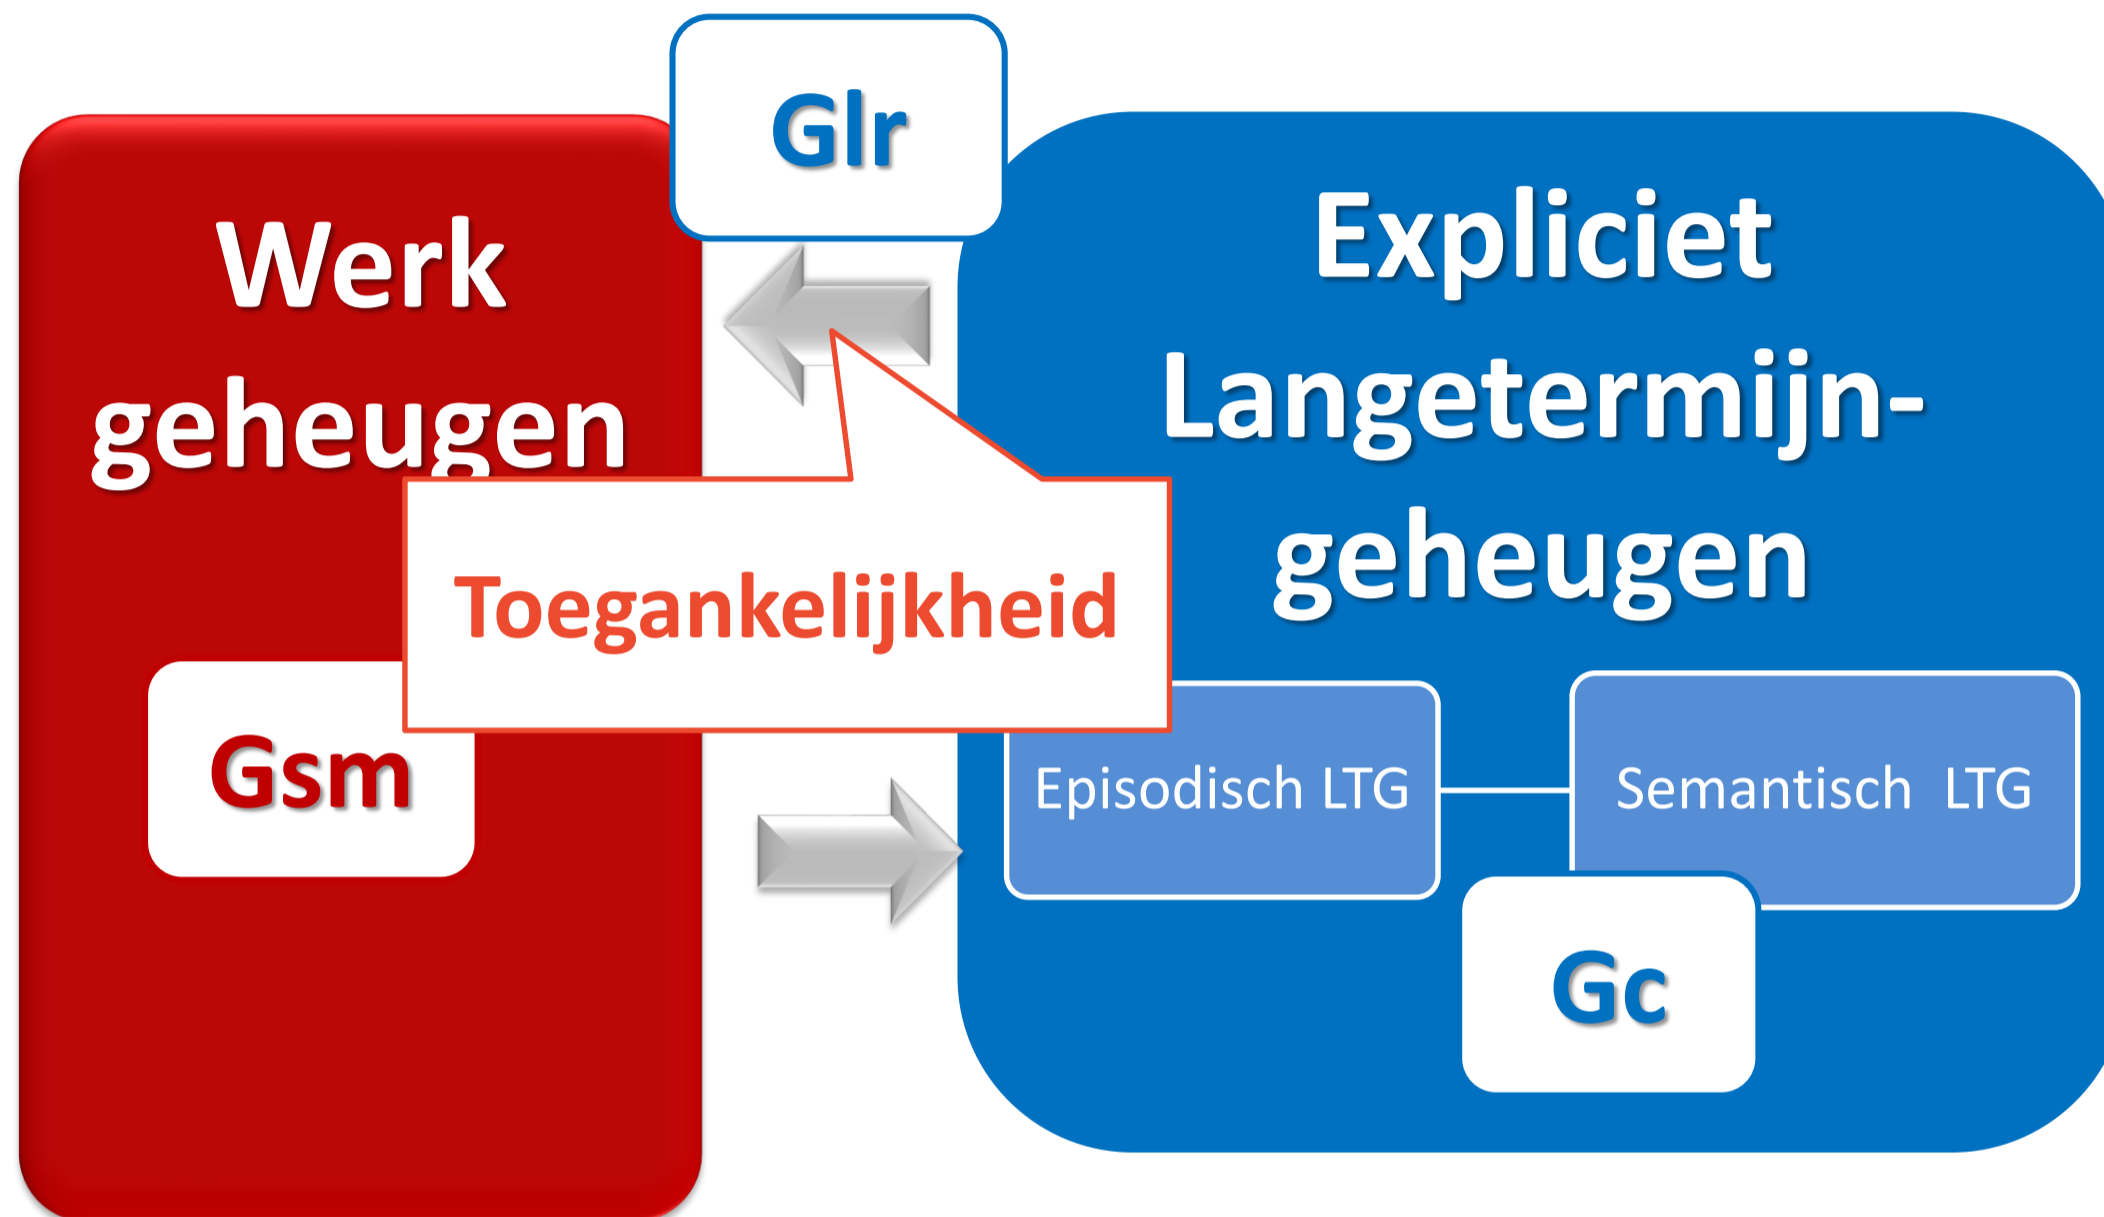 Glr
Werk
geheugen
Expliciet
Langetermijn-
geheugen
Toegankelijkheid
Gsm
Episodisch LTG
Semantisch LTG
Gc